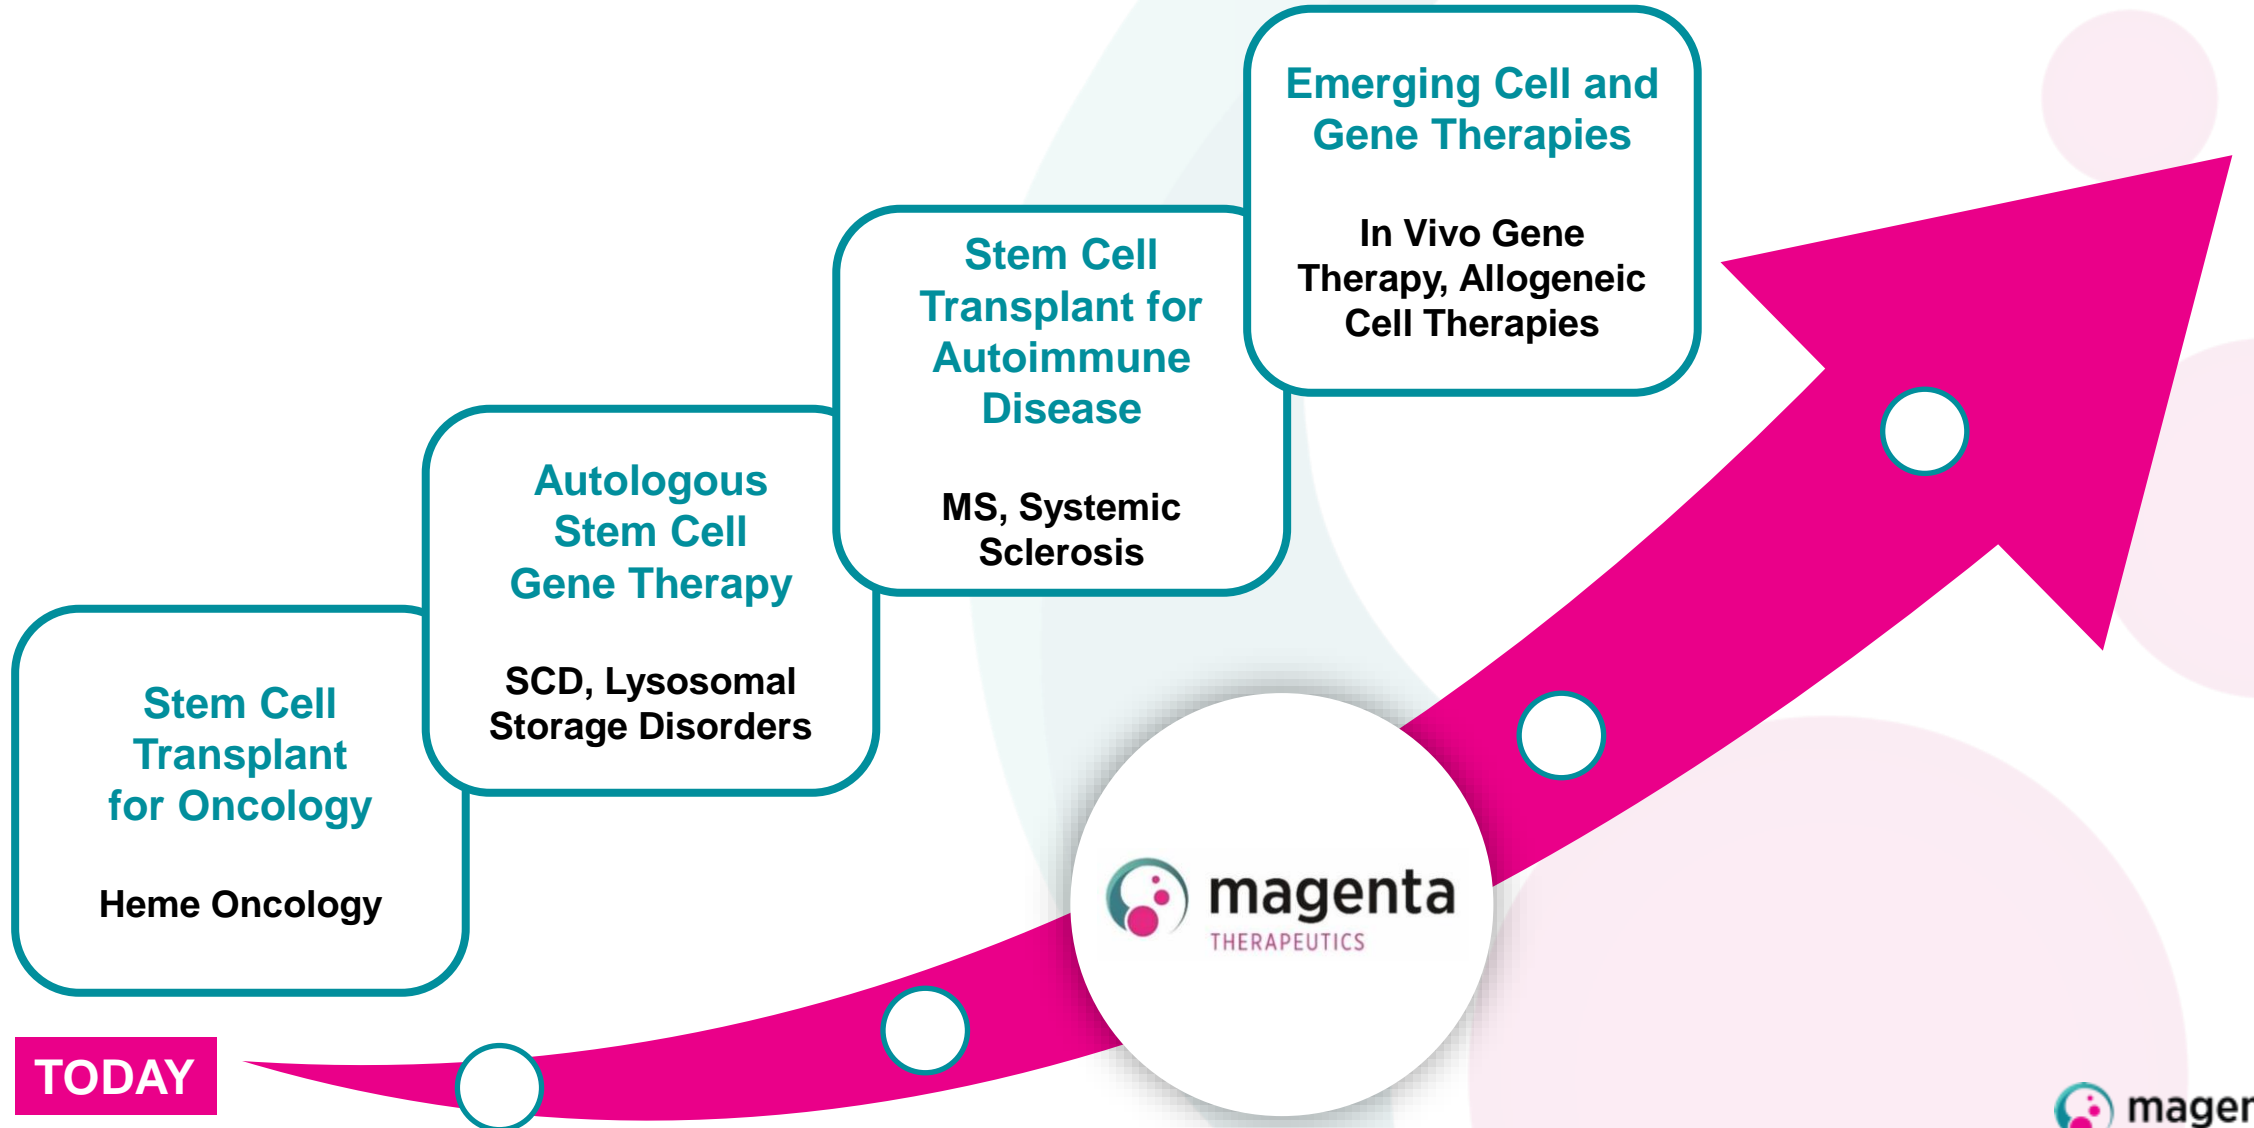 Emerging Cell and
Gene Therapies
In Vivo Gene
Therapy, Allogeneic
Cell Therapies
Stem Cell
Transplant for
Autoimmune
Disease
MS, Systemic
Sclerosis
Autologous
Stem Cell
Gene Therapy
SCD, Lysosomal
Storage Disorders
Stem Cell
Transplant
for Oncology
Heme Oncology
magenta
THERAPEUTICS
TODAY
magen